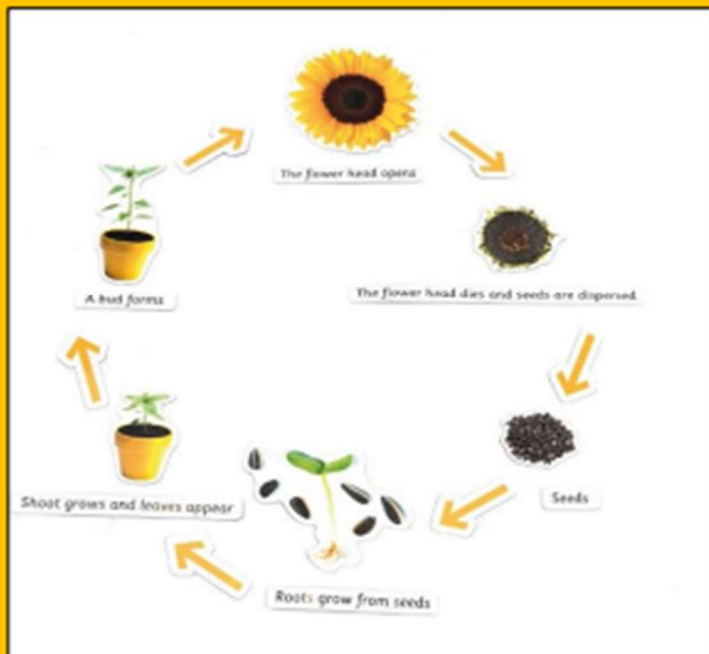 The flower head opens
The flower head dies and seeds are dispersed
Seeds
Roots grow from seeds
Shoot grows and leaves appear
A bud forms